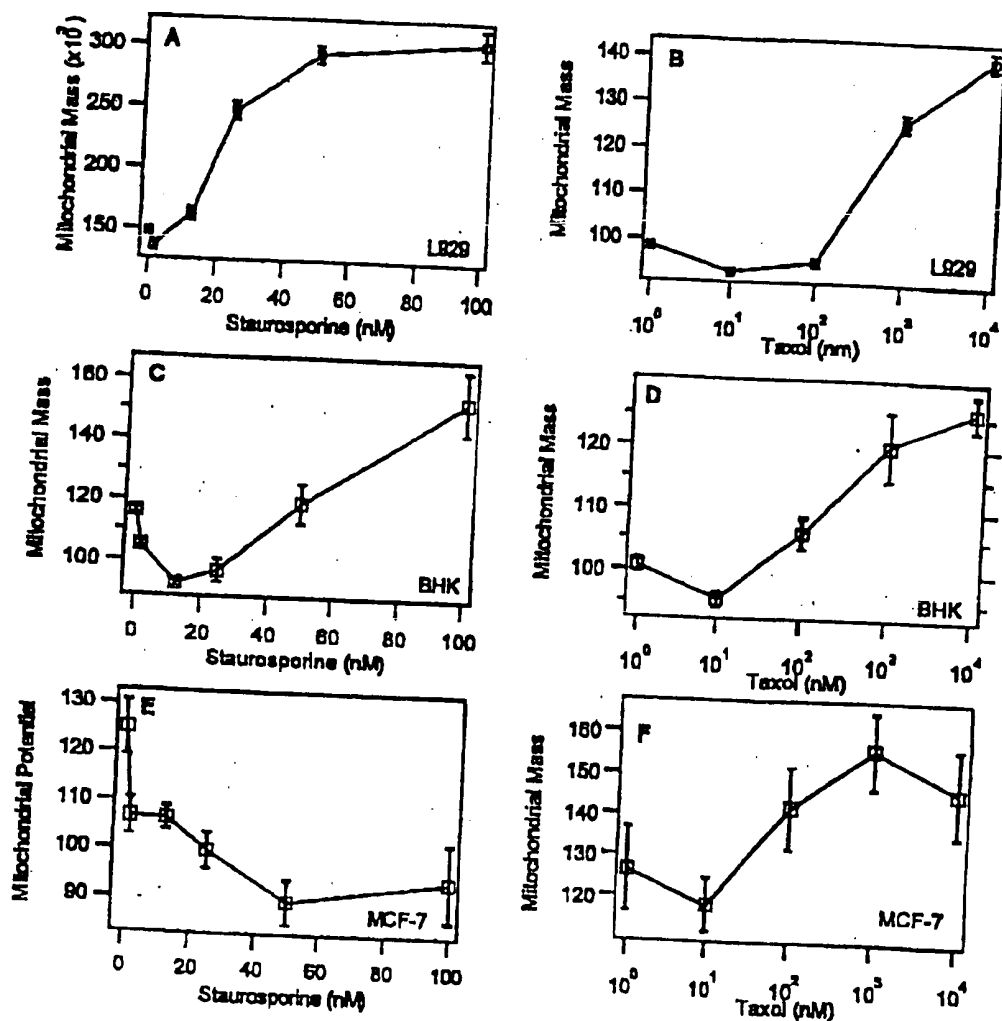 A
Mitochondrial Mass (x10³)
300
250
200
150
L929
0 20 40 60 80 100
Staurosporine (nM)
B
Mitochondrial Mass
140
130
120
110
100
L929
.10⁰ 10¹ 10² 10³ 10⁴
Taxol (nm)
C
Mitochondrial Mass
160
140
120
100
BHK
0 20 40 60 80 100
Staurosporine (nM)
D
Mitochondrial Mass
120
110
100
BHK
10⁰ 10¹ 10² 10³ 10⁴
Taxol (nM)
E
Mitochondrial Potential
130
110
100
90
MCF-7
0 20 40 60 80 100
Staurosporine (nM)
F
Mitochondrial Mass
160
150
140
130
120
MCF-7
10⁰ 10¹ 10² 10³ 10⁴
Taxol (nM)